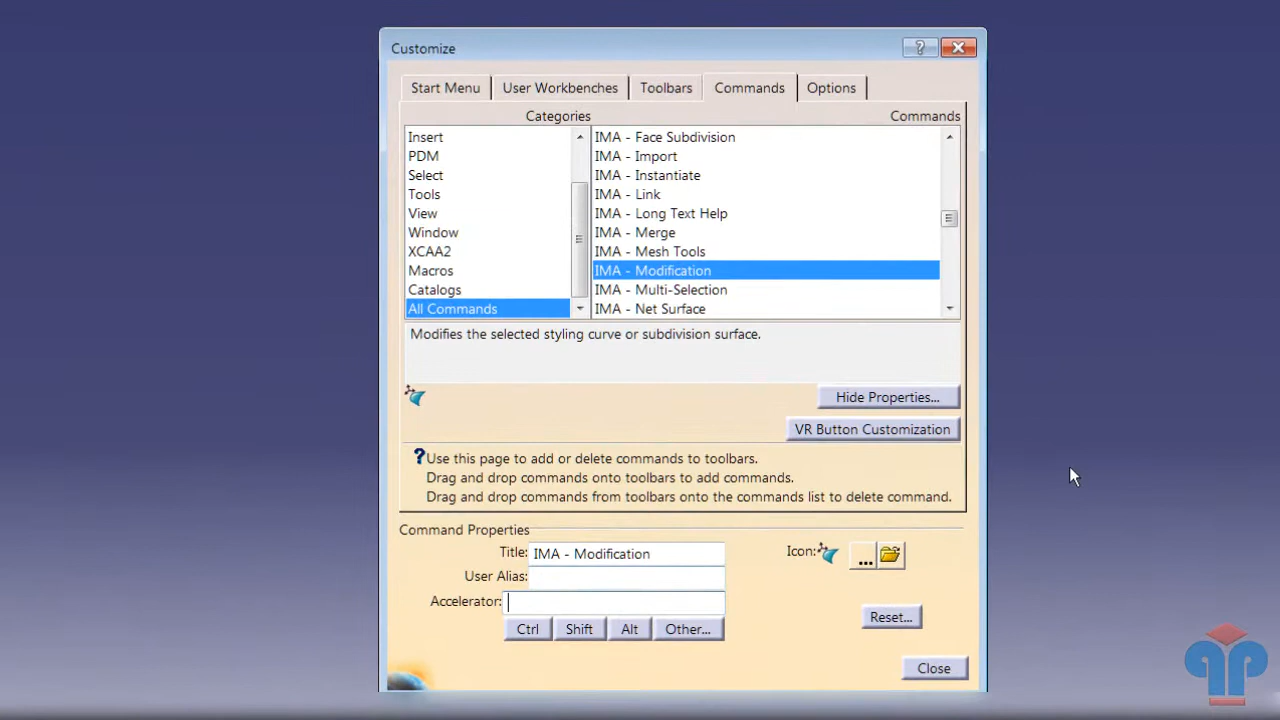 Customize
?
Start Menu
User Workbenches
Toolbars
Commands
Options
Categories
Commands
Insert
PDM
Select
Tools
View
Window
XCAA2
Macros
Catalogs
All Commands
IMA - Face Subdivision
IMA - Import
IMA - Instantiate
IMA - Link
IMA - Long Text Help
IMA - Merge
IMA - Mesh Tools
IMA - Modification
IMA - Multi-Selection
IMA - Net Surface
Modifies the selected styling curve or subdivision surface.
Hide Properties...
VR Button Customization
?Use this page to add or delete commands to toolbars.
Drag and drop commands onto toolbars to add commands.
Drag and drop commands from toolbars onto the commands list to delete command.
Command Properties
Title: IMA - Modification
Icon: ...
User Alias:
Accelerator:
Ctrl
Shift
Alt
Other...
Reset...
Close